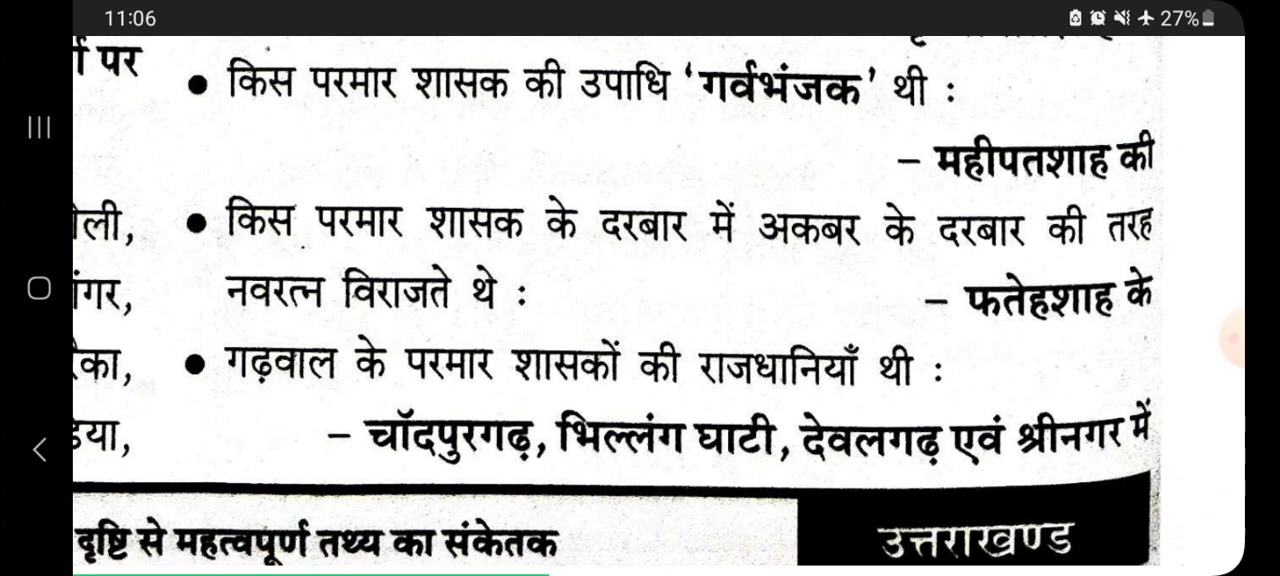 11:06
27%
र्ग पर
• किस परमार शासक की उपाधि ‘गर्वभंजक’ थी :
– महीपतशाह की
• किस परमार शासक के दरबार में अकबर के दरबार की तरह
नवरत्न विराजते थे :
– फतेहशाह के
• गढ़वाल के परमार शासकों की राजधानियाँ थी :
– चॉदपुरगढ़, भिल्लंग घाटी, देवलगढ़ एवं श्रीनगर में
दृष्टि से महत्वपूर्ण तथ्य का संकेतक
उत्तराखण्ड